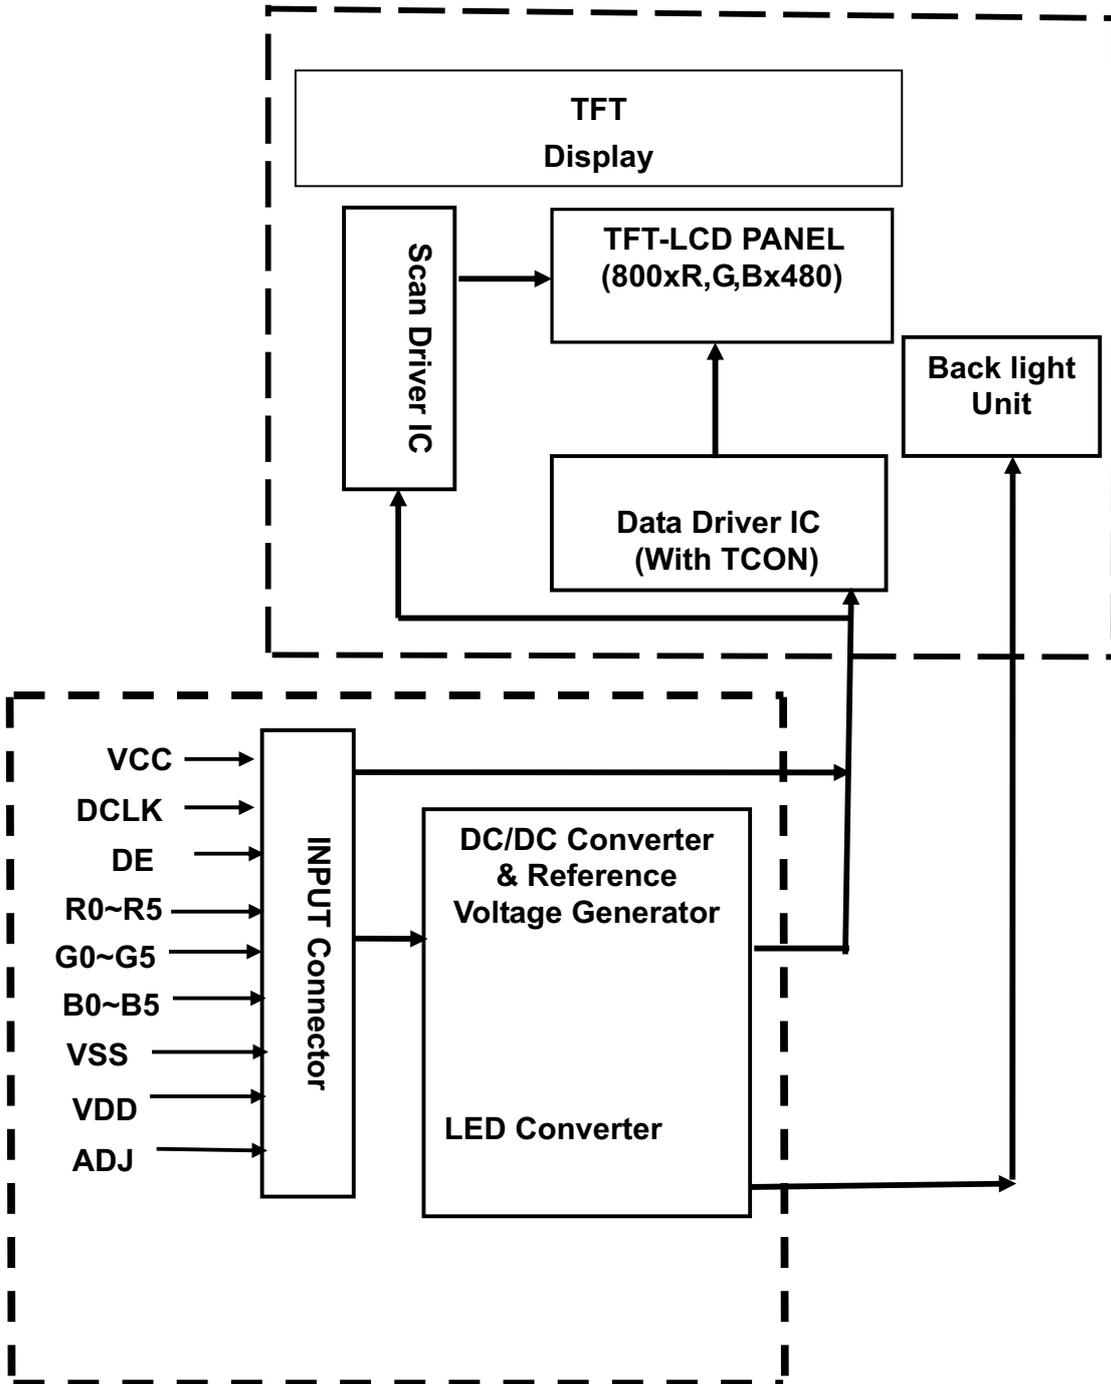 TFT
Display
Scan Driver IC
TFT-LCD PANEL
(800xR,G,Bx480)
Back light
Unit
Data Driver IC
(With TCON)
VCC
DCLK
DE
R0~R5
G0~G5
B0~B5
VSS
VDD
ADJ
INPUT Connector
DC/DC Converter
& Reference
Voltage Generator
LED Converter